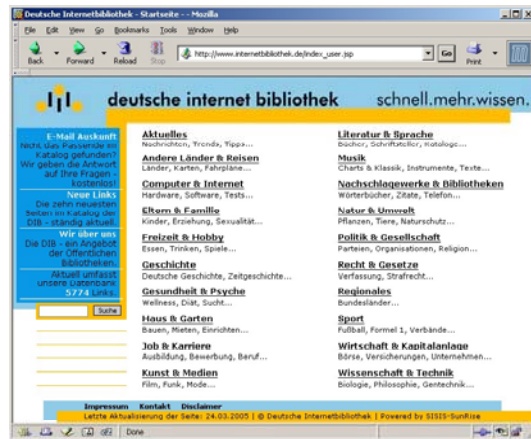 Deutsche Internetbibliothek - Startseite - - Mozilla
File Edit View Go Bookmarks Tools Window Help
Back Forward Reload Stop http://www.internetbibliothek.de/index_user.jsp Go Print
deutsche internet bibliothek schnell.mehr.wissen.
E-Mail Auskunft
Nicht das Passende im
Katalog gefunden?
Wir geben die Antwort
auf Ihre Fragen -
kostenlos!
Neue Links
Die zehn neuesten
Seiten im Katalog der
DIB - ständig aktuell.
Wir über uns
Die DIB - ein Angebot
der Öffentlichen
Bibliotheken.
Aktuell umfasst
unsere Datenbank
5774 Links.
Suche
Aktuelles
Nachrichten, Trends, Tipps...
Andere Länder & Reisen
Länder, Karten, Fahrpläne...
Computer & Internet
Hardware, Software, Tests...
Eltern & Familie
Kinder, Erziehung, Sexualität...
Freizeit & Hobby
Essen, Trinken, Spiele...
Geschichte
Deutsche Geschichte, Zeitgeschichte...
Gesundheit & Psyche
Wellness, Diät, Sucht...
Haus & Garten
Bauen, Mieten, Einrichten...
Job & Karriere
Ausbildung, Bewerbung, Beruf...
Kunst & Medien
Film, Funk, Mode...
Literatur & Sprache
Bücher, Schriftsteller, Kataloge...
Musik
Charts & Klassik, Instrumente, Texte...
Nachschlagewerke & Bibliotheken
Wörterbücher, Zitate, Telefon...
Natur & Umwelt
Pflanzen, Tiere, Naturschutz...
Politik & Gesellschaft
Parteien, Organisationen, Religion...
Recht & Gesetze
Verfassung, Strafrecht...
Regionales
Bundesländer...
Sport
Fußball, Formel 1, Verbände...
Wirtschaft & Kapitalanlage
Börse, Versicherungen, Unternehmen...
Wissenschaft & Technik
Biologie, Philosophie, Gentechnik...
Impressum Kontakt Disclaimer
Letzte Aktualisierung der Seite: 24.03.2005 | © Deutsche Internetbibliothek | Powered by SISIS-SunRise
Done